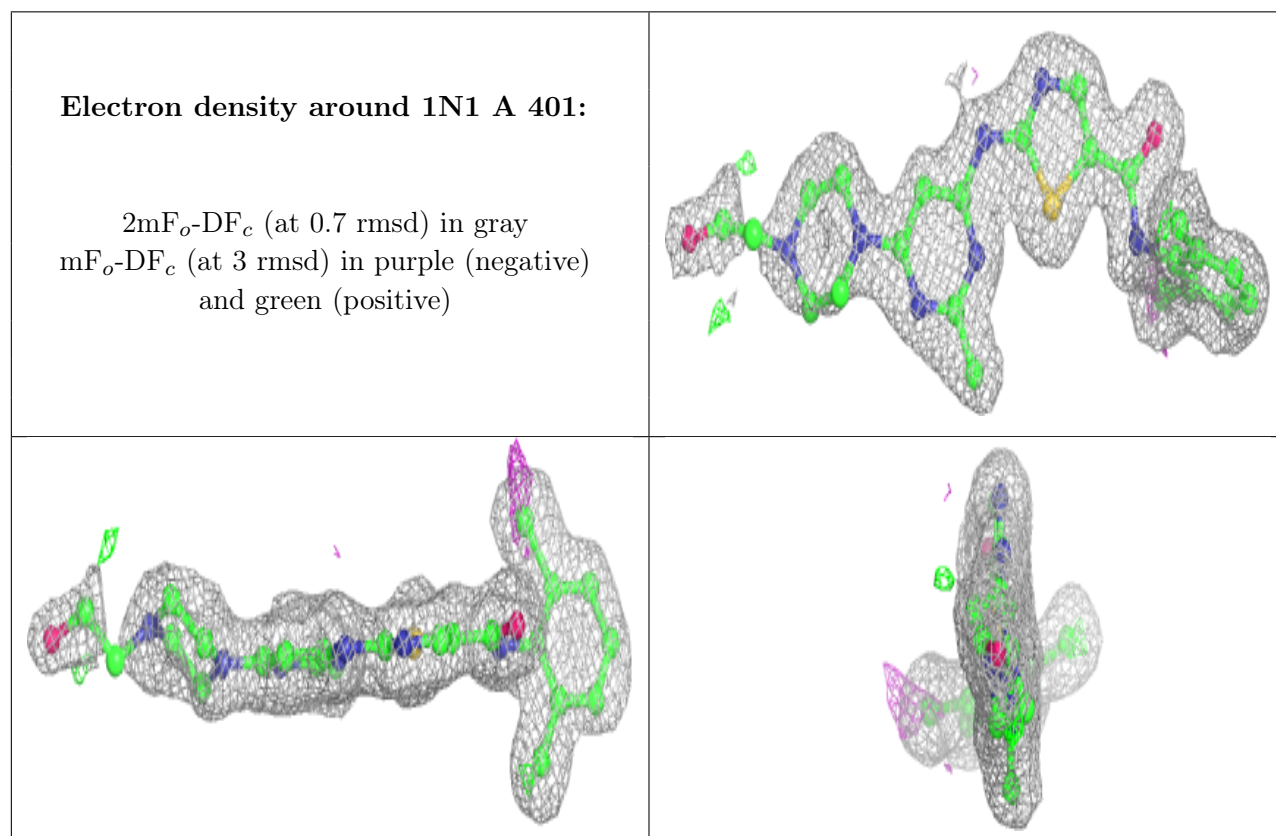 Electron density around 1N1 A 401:
2mFo-DFc (at 0.7 rmsd) in gray
mFo-DFc (at 3 rmsd) in purple (negative)
and green (positive)